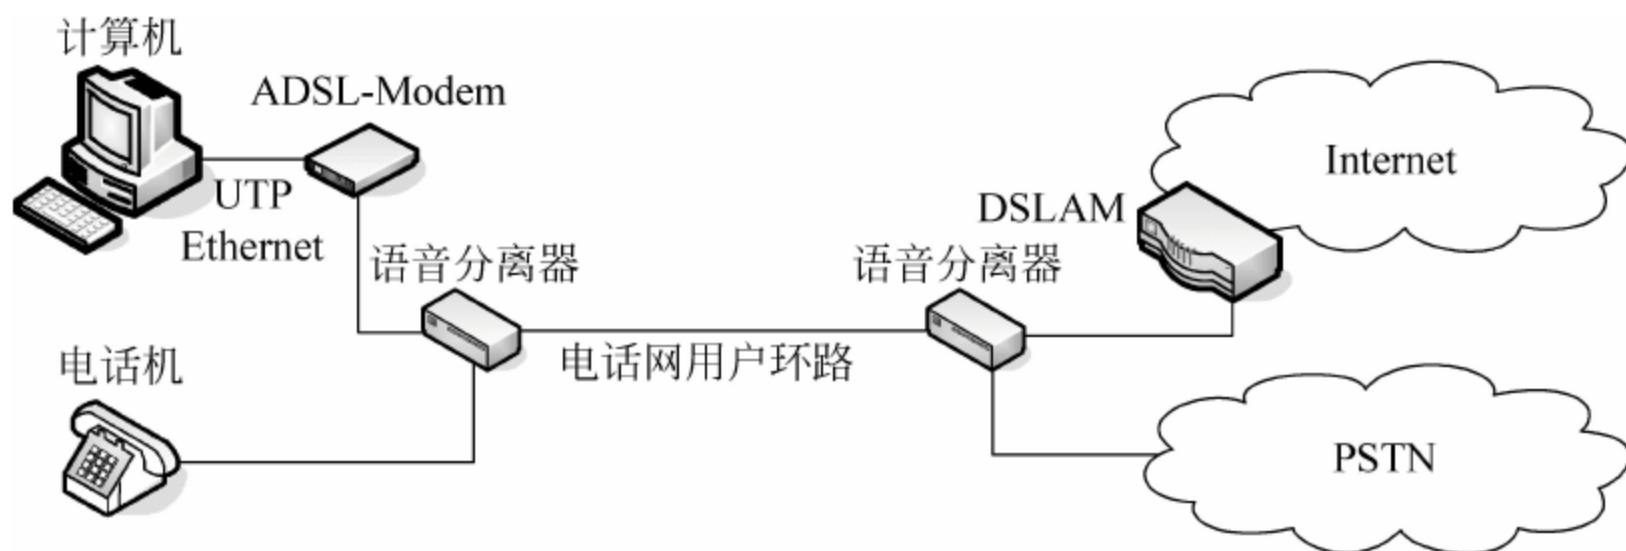 计算机
ADSL-Modem
UTP
Ethernet
语音分离器
电话机
电话网用户环路
语音分离器
DSLAM
Internet
PSTN